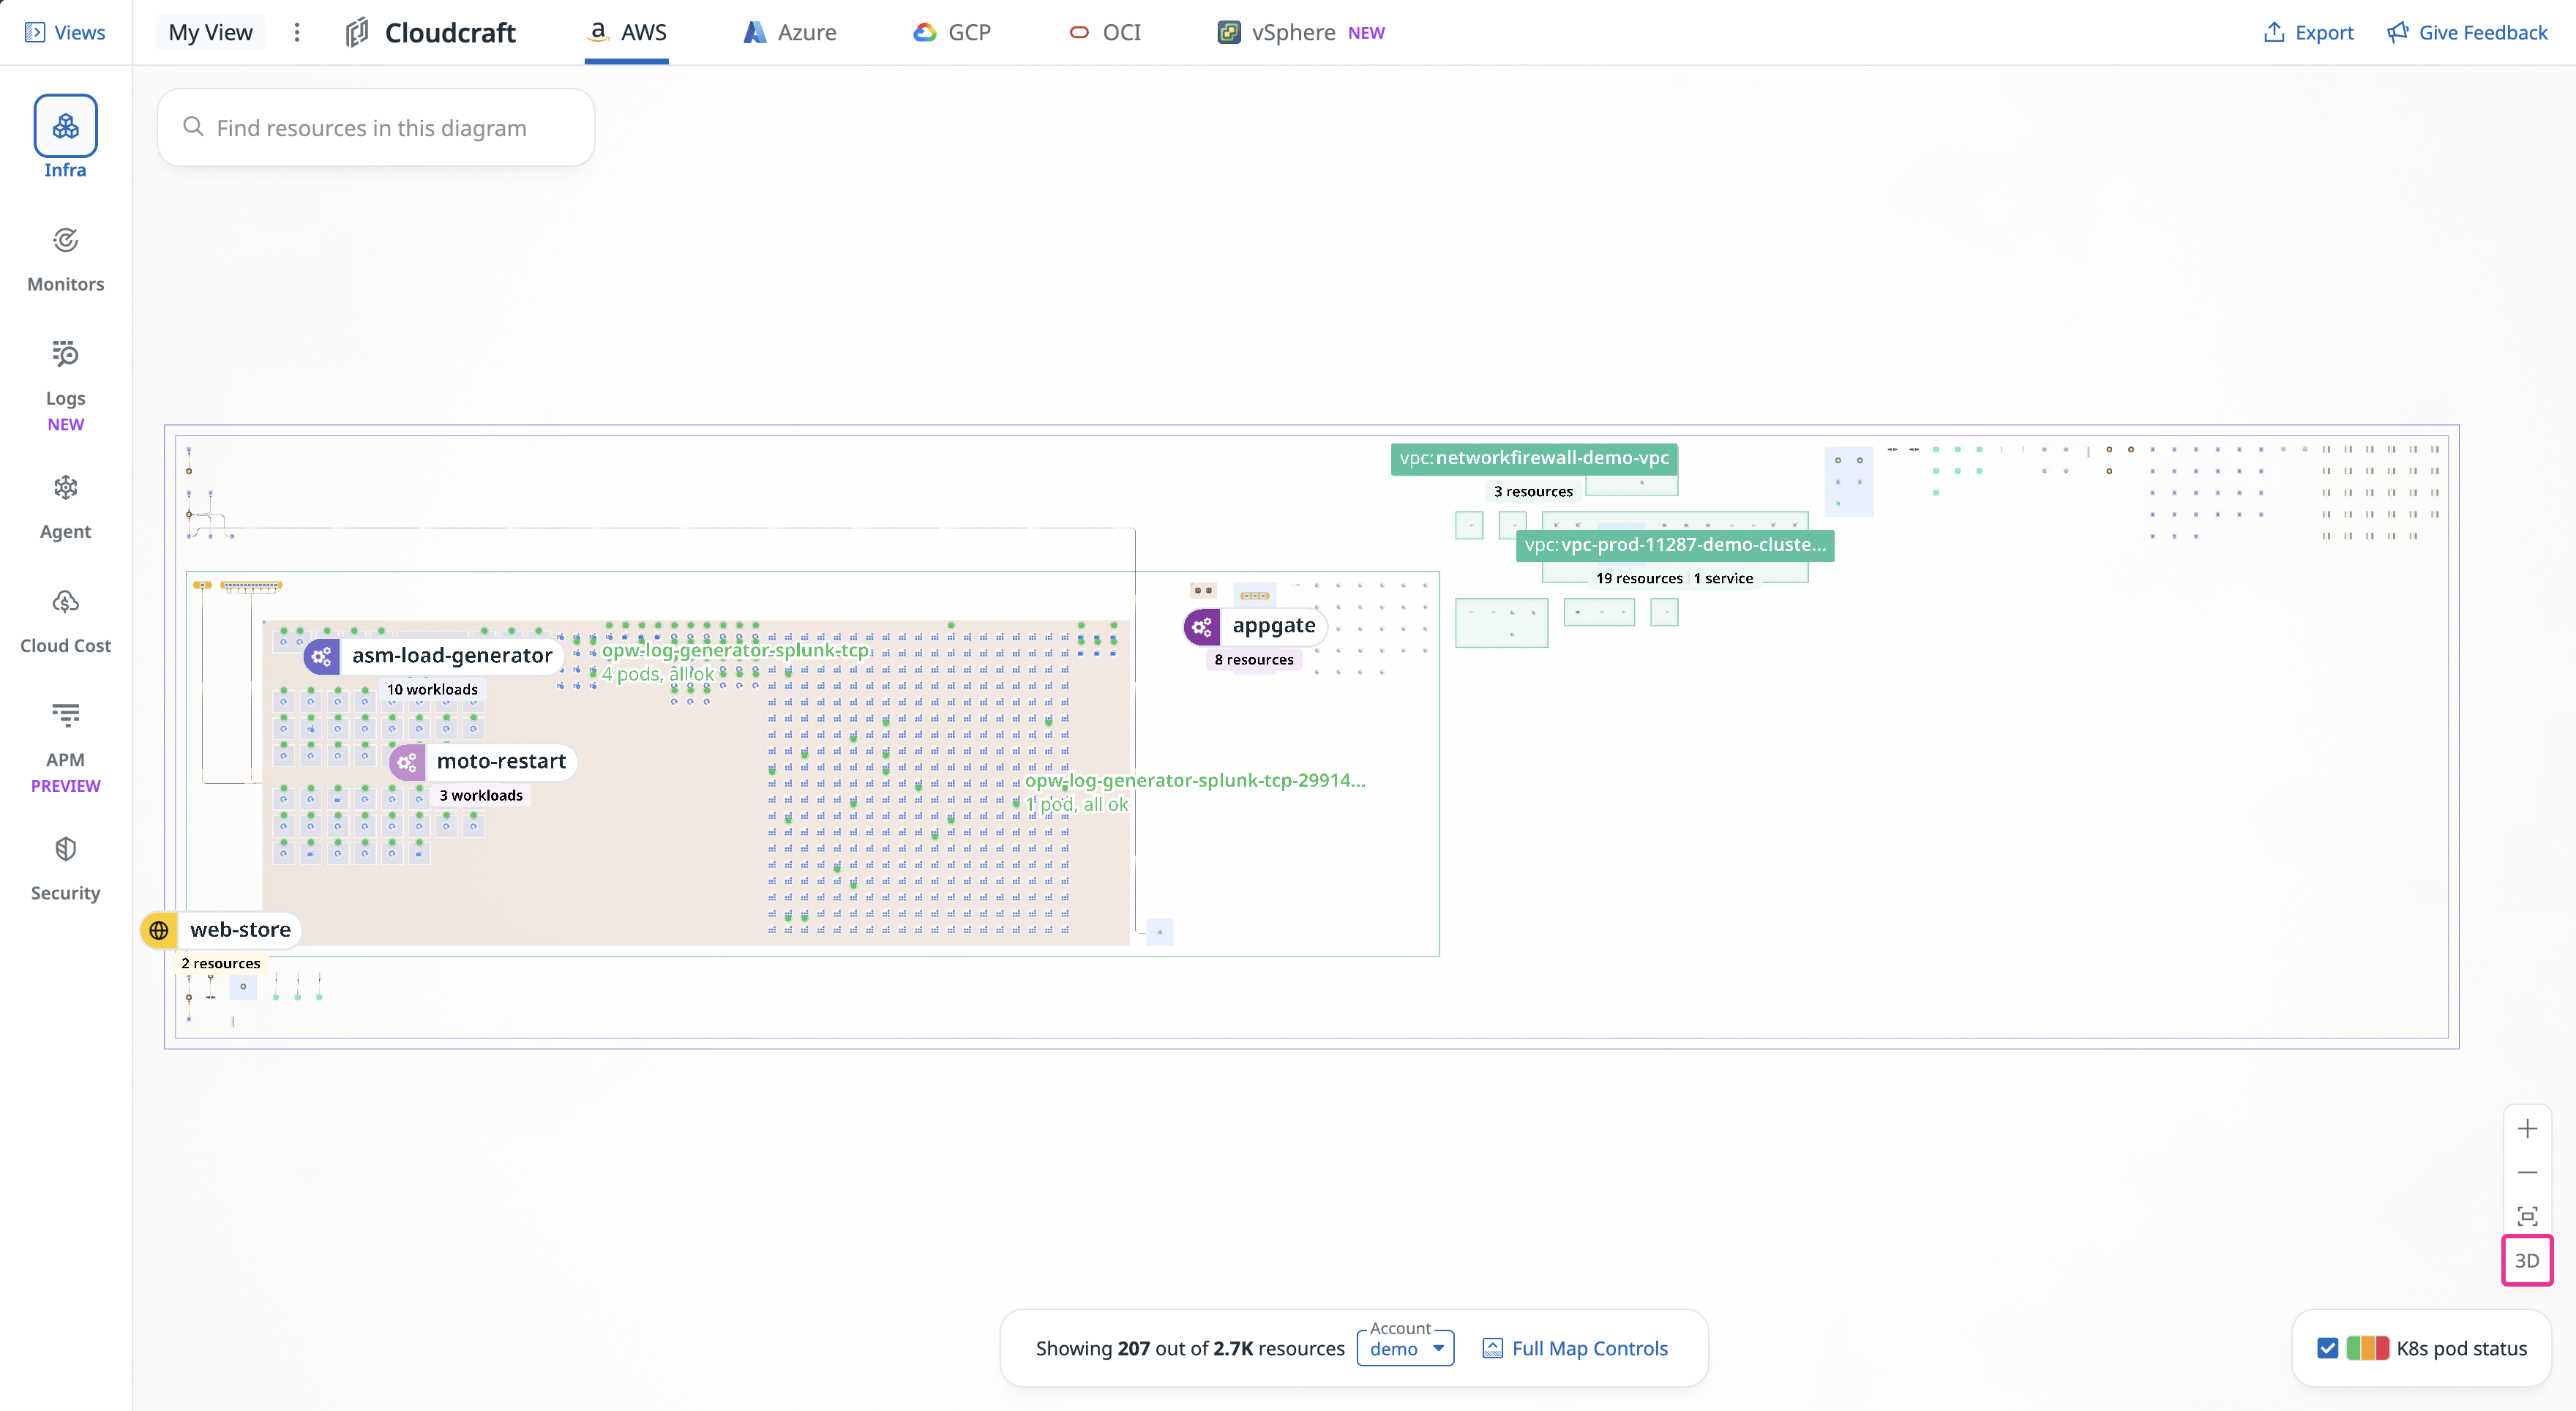 Views
My View
Cloudcraft
AWS
Azure
GCP
OCI
vSphere NEW
Export
Give Feedback
Find resources in this diagram
Infra
Monitors
Logs
NEW
Agent
Cloud Cost
APM
PREVIEW
Security
vpc: networkfirewall-demo-vpc
3 resources
vpc: vpc-prod-11287-demo-cluste...
19 resources 1 service
appgate
8 resources
asm-load-generator
10 workloads
opw-log-generator-splunk-tcp
4 pods, all ok
moto-restart
3 workloads
opw-log-generator-splunk-tcp-29914...
1 pod, all ok
web-store
2 resources
3D
Showing 207 out of 2.7K resources
Account
demo
Full Map Controls
K8s pod status